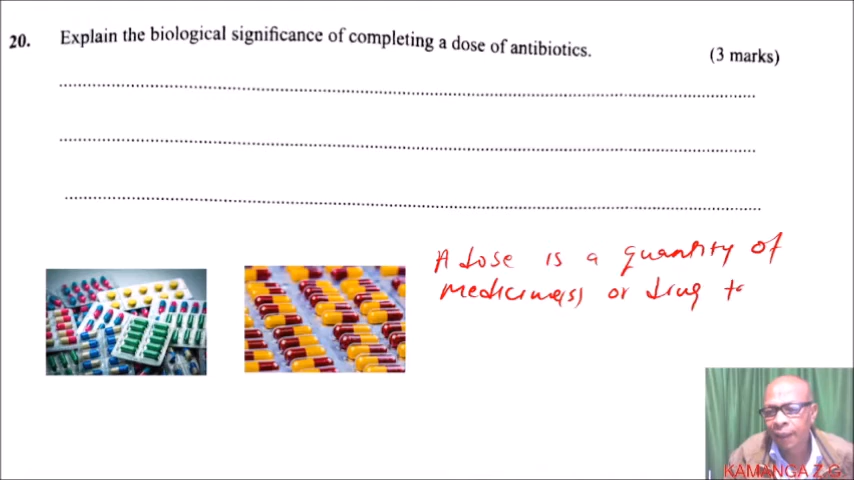 20. Explain the biological significance of completing a dose of antibiotics.
(3 marks)
A dose is a quantity of
medicine(s) or drug t
KAMANGA Z.G.